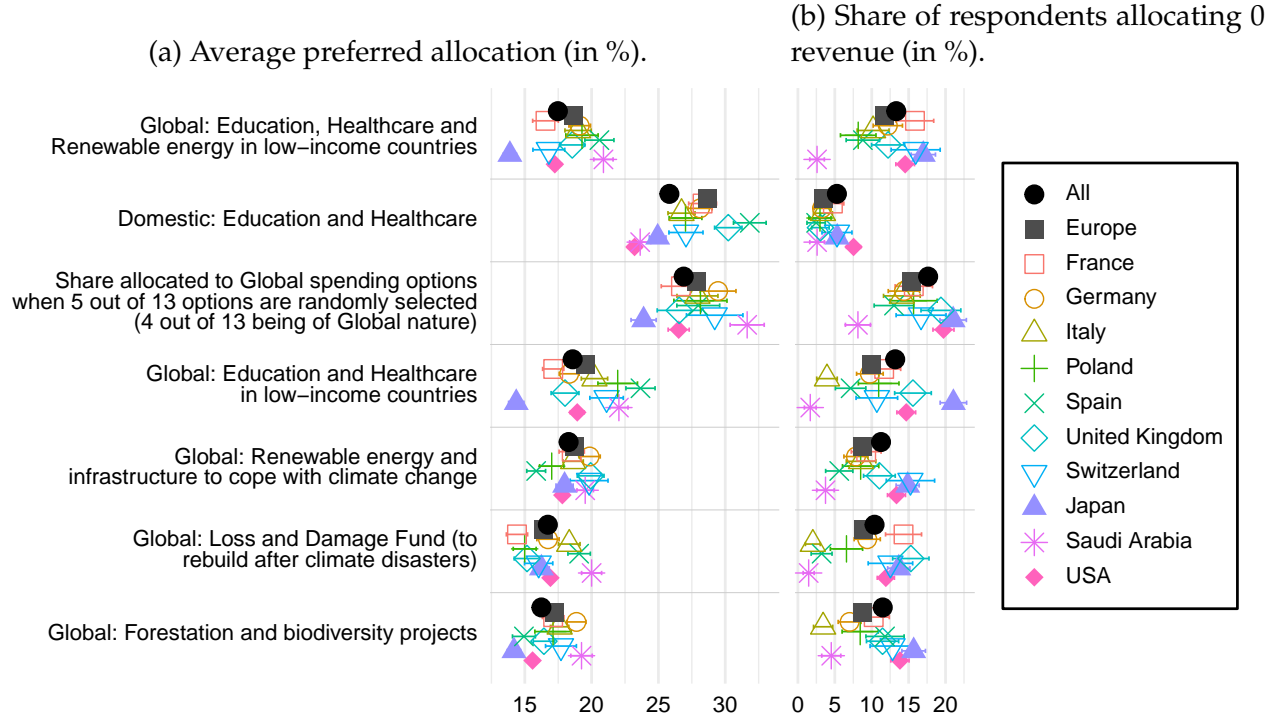 (a) Average preferred allocation (in %).
(b) Share of respondents allocating 0
revenue (in %).
Global: Education, Healthcare and
Renewable energy in low−income countries
Domestic: Education and Healthcare
Share allocated to Global spending options
when 5 out of 13 options are randomly selected
(4 out of 13 being of Global nature)
Global: Education and Healthcare
in low−income countries
Global: Renewable energy and
infrastructure to cope with climate change
Global: Loss and Damage Fund (to
rebuild after climate disasters)
Global: Forestation and biodiversity projects
15 20 25 30
0 5 10 15 20
All
Europe
France
Germany
Italy
Poland
Spain
United Kingdom
Switzerland
Japan
Saudi Arabia
USA